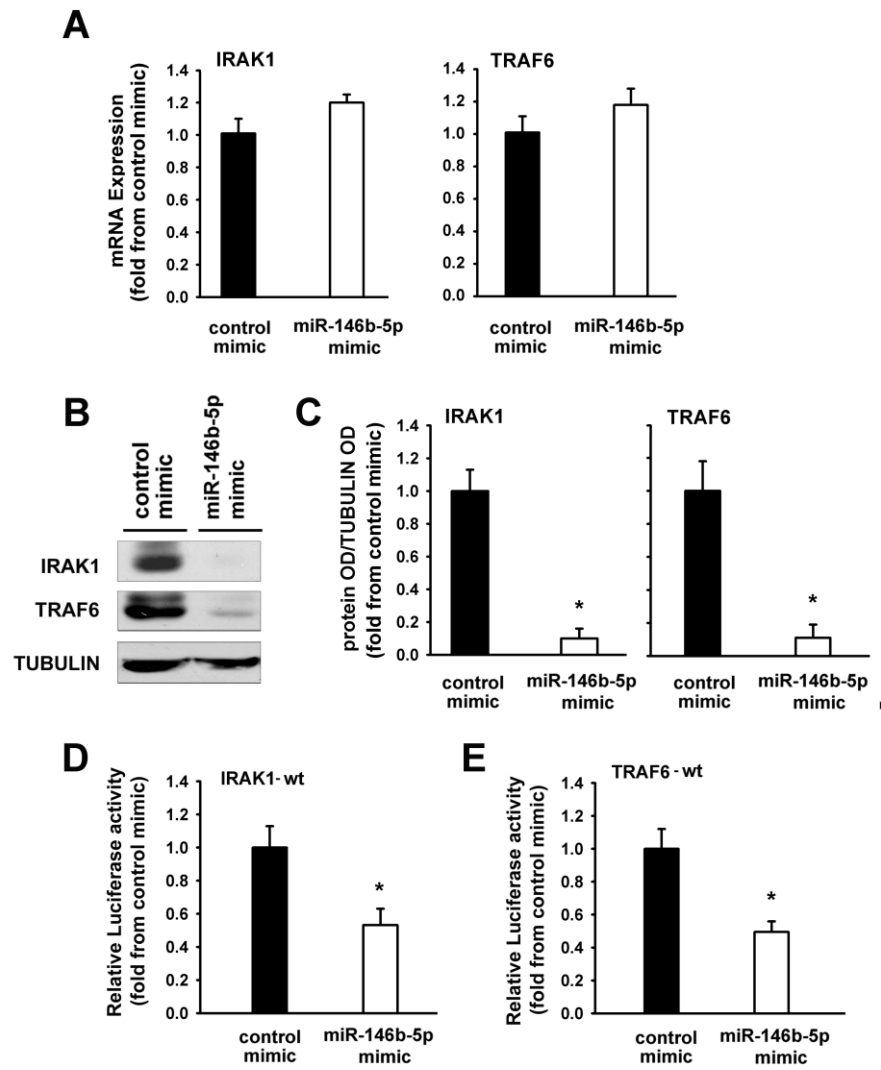 A
IRAK1
TRAF6
mRNA Expression
(fold from control mimic)
1.4
1.2
1.0
0.8
0.6
0.4
0.2
0.0
1.4
1.2
1.0
0.8
0.6
0.4
0.2
0.0
control
mimic
miR-146b-5p
mimic
control
mimic
miR-146b-5p
mimic
B
control
mimic
miR-146b-5p
mimic
IRAK1
TRAF6
TUBULIN
C
IRAK1
TRAF6
protein OD/TUBULIN OD
(fold from control mimic)
1.4
1.2
1.0
0.8
0.6
0.4
0.2
0.0
*
*
control
mimic
miR-146b-5p
mimic
control
mimic
miR-146b-5p
mimic
D
IRAK1-wt
Relative Luciferase activity
(fold from control mimic)
1.4
1.2
1.0
0.8
0.6
0.4
0.2
0.0
*
control
mimic
miR-146b-5p
mimic
E
TRAF6-wt
Relative Luciferase activity
(fold from control mimic)
1.4
1.2
1.0
0.8
0.6
0.4
0.2
0.0
*
control
mimic
miR-146b-5p
mimic